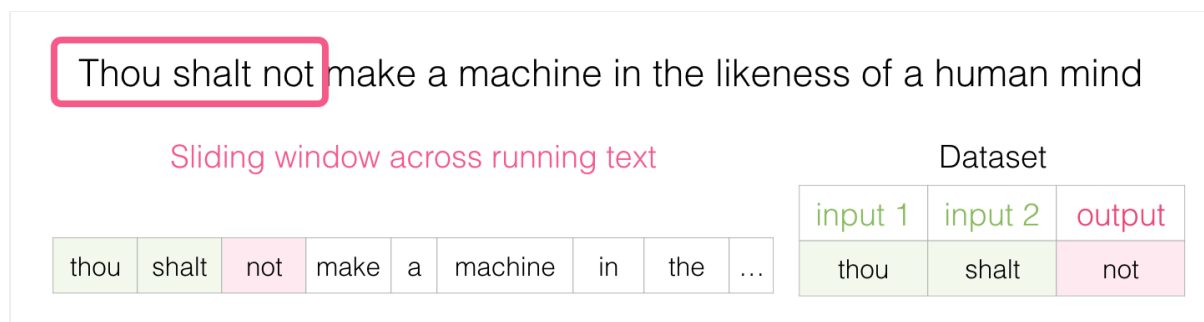 Thou shalt not make a machine in the likeness of a human mind
Sliding window across running text
thou shalt not make a machine in the ...
Dataset
input 1 input 2 output
thou shalt not